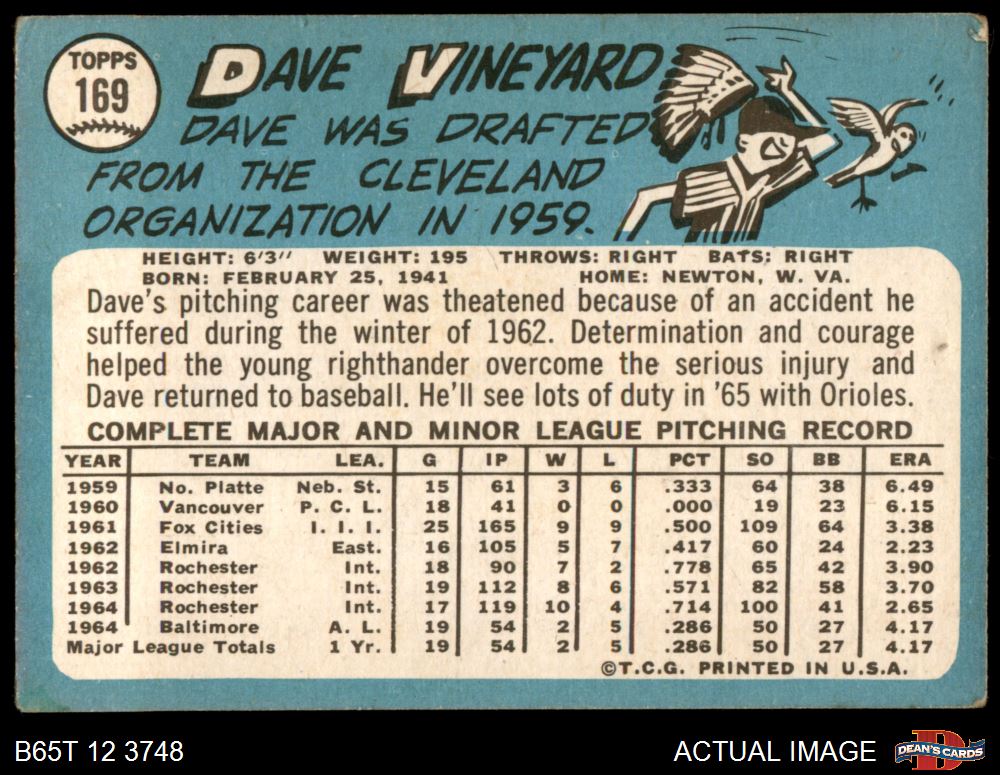 TOPPS
169
DAVE VINEYARD
DAVE WAS DRAFTED
FROM THE CLEVELAND
ORGANIZATION IN 1959.
HEIGHT: 6'3" WEIGHT: 195 THROWS: RIGHT BATS: RIGHT
BORN: FEBRUARY 25, 1941 HOME: NEWTON, W. VA.
Dave's pitching career was theatened because of an accident he
suffered during the winter of 1962. Determination and courage
helped the young righthander overcome the serious injury and
Dave returned to baseball. He'll see lots of duty in '65 with Orioles.
COMPLETE MAJOR AND MINOR LEAGUE PITCHING RECORD
YEAR TEAM LEA. G IP W L PCT SO BB ERA
1959 No. Platte Neb. St. 15 61 3 6 .333 64 38 6.49
1960 Vancouver P. C. L. 18 41 0 0 .000 19 23 6.15
1961 Fox Cities I. I. I. 25 165 9 9 .500 109 64 3.38
1962 Elmira East. 16 105 5 7 .417 60 24 2.23
1962 Rochester Int. 18 90 7 2 .778 65 42 3.90
1963 Rochester Int. 19 112 8 6 .571 82 58 3.70
1964 Rochester Int. 17 119 10 4 .714 100 41 2.65
1964 Baltimore A. L. 19 54 2 5 .286 50 27 4.17
Major League Totals 1 Yr. 19 54 2 5 .286 50 27 4.17
©T.C.G. PRINTED IN U.S.A.
B65T 12 3748 ACTUAL IMAGE
D
DEAN'S CARDS